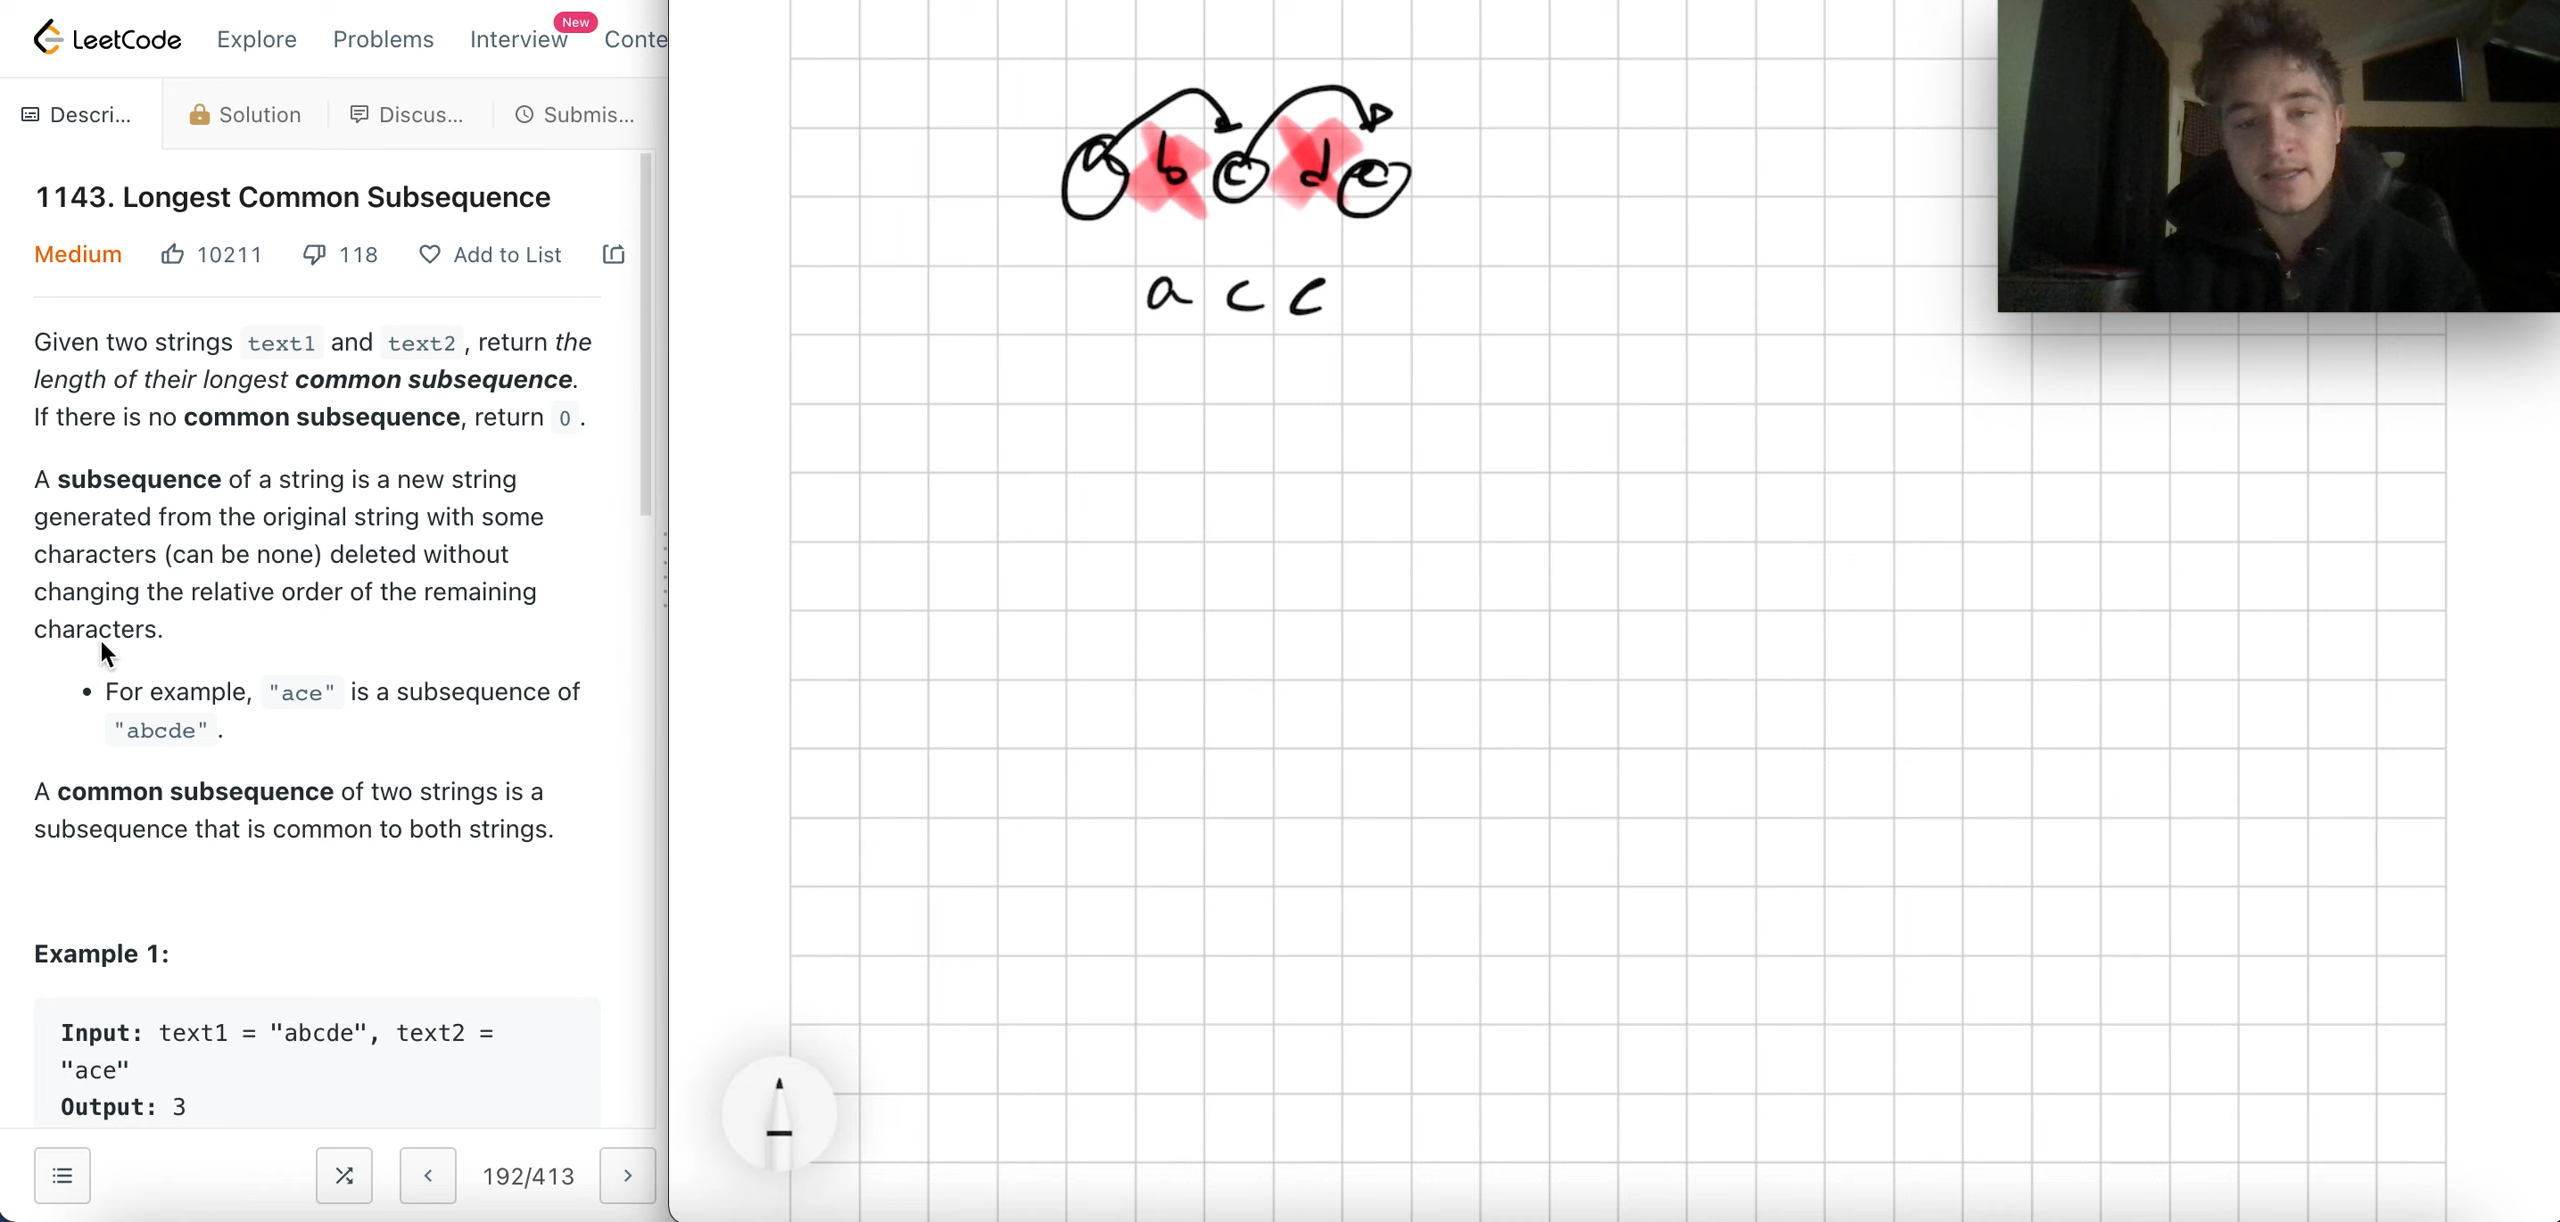 LeetCode Explore Problems Interview New Conte
Descri... Solution Discus... Submis...
1143. Longest Common Subsequence
Medium 10211 118 Add to List
Given two strings text1 and text2, return the
length of their longest common subsequence.
If there is no common subsequence, return 0.
A subsequence of a string is a new string
generated from the original string with some
characters (can be none) deleted without
changing the relative order of the remaining
characters.
• For example, "ace" is a subsequence of
"abcde".
A common subsequence of two strings is a
subsequence that is common to both strings.
Example 1:
Input: text1 = "abcde", text2 =
"ace"
Output: 3
192/413
a b c d e
a c e